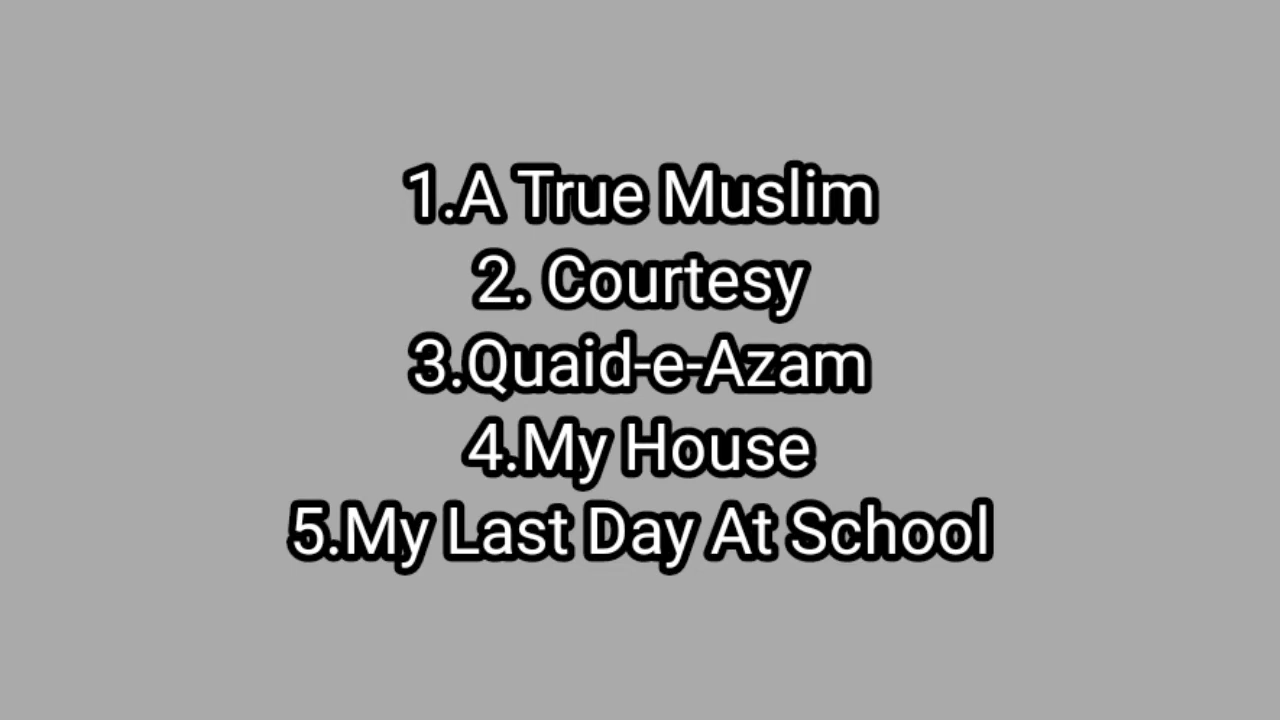 1.A True Muslim
2. Courtesy
3.Quaid-e-Azam
4.My House
5.My Last Day At School